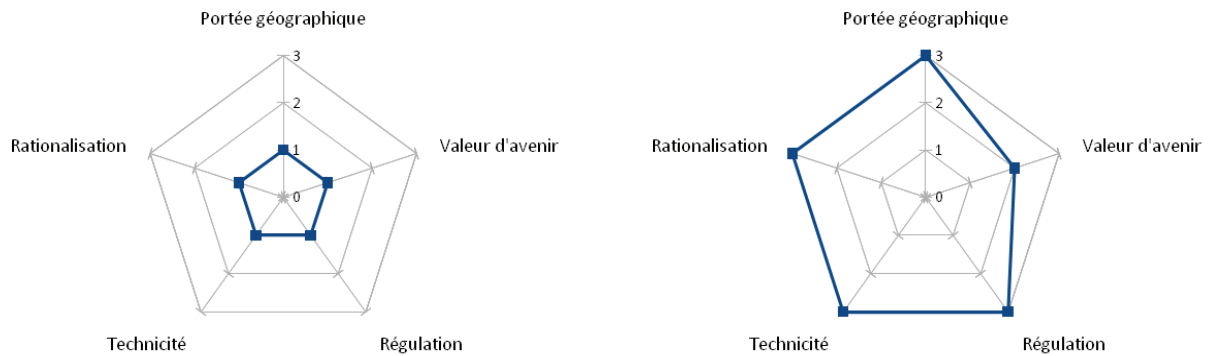 Portée géographique
3
2
1
0
Rationalisation
Valeur d'avenir
Technicité
Régulation
Portée géographique
3
2
1
0
Rationalisation
Valeur d'avenir
Technicité
Régulation